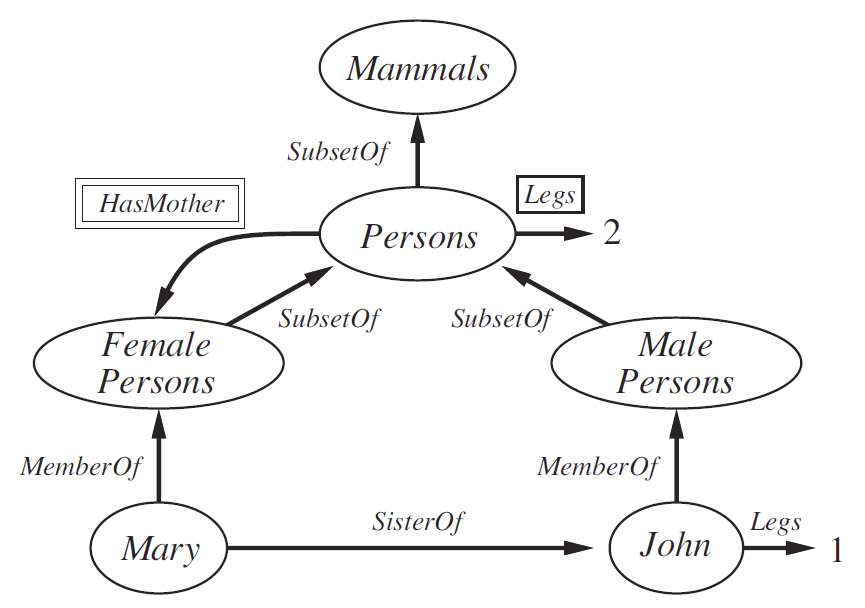 Mammals
SubsetOf
HasMother
Legs
Persons
2
SubsetOf
SubsetOf
Female
Persons
Male
Persons
MemberOf
MemberOf
SisterOf
Legs
Mary
John
1